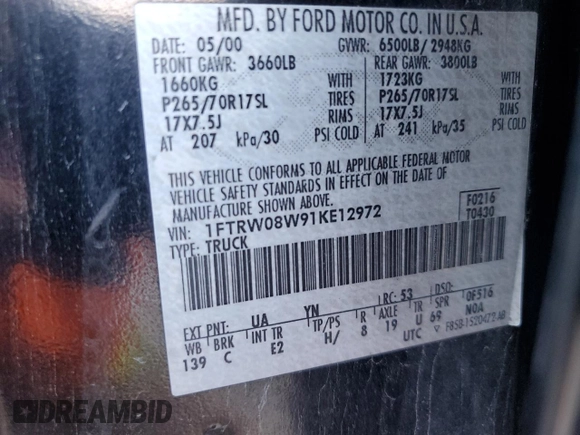 MFD. BY FORD MOTOR CO. IN U.S.A.
DATE: 05/00 GVWR: 6500LB/ 2948KG
FRONT GAWR: 3660LB REAR GAWR: 3800LB
1660KG WITH 1723KG WITH
P265/70R17SL TIRES P265/70R17SL TIRES
17X7.5J RIMS 17X7.5J RIMS
AT 207 kPa/30 PSI COLD AT 241 kPa/35 PSI COLD
THIS VEHICLE CONFORMS TO ALL APPLICABLE FEDERAL MOTOR
VEHICLE SAFETY STANDARDS IN EFFECT ON THE DATE OF
MANUFACTURE SHOWN ABOVE.
VIN: 1FTRW08W91KE12972 F0216
TYPE: TRUCK T0430
EXT PNT: UA YN RC: 53 DSO:
WB BRK INT TR TP/PS R AXLE TR SPR 0F516
139 C E2 H/ 8 19 U 69 NOA
UTC
DREAMBID